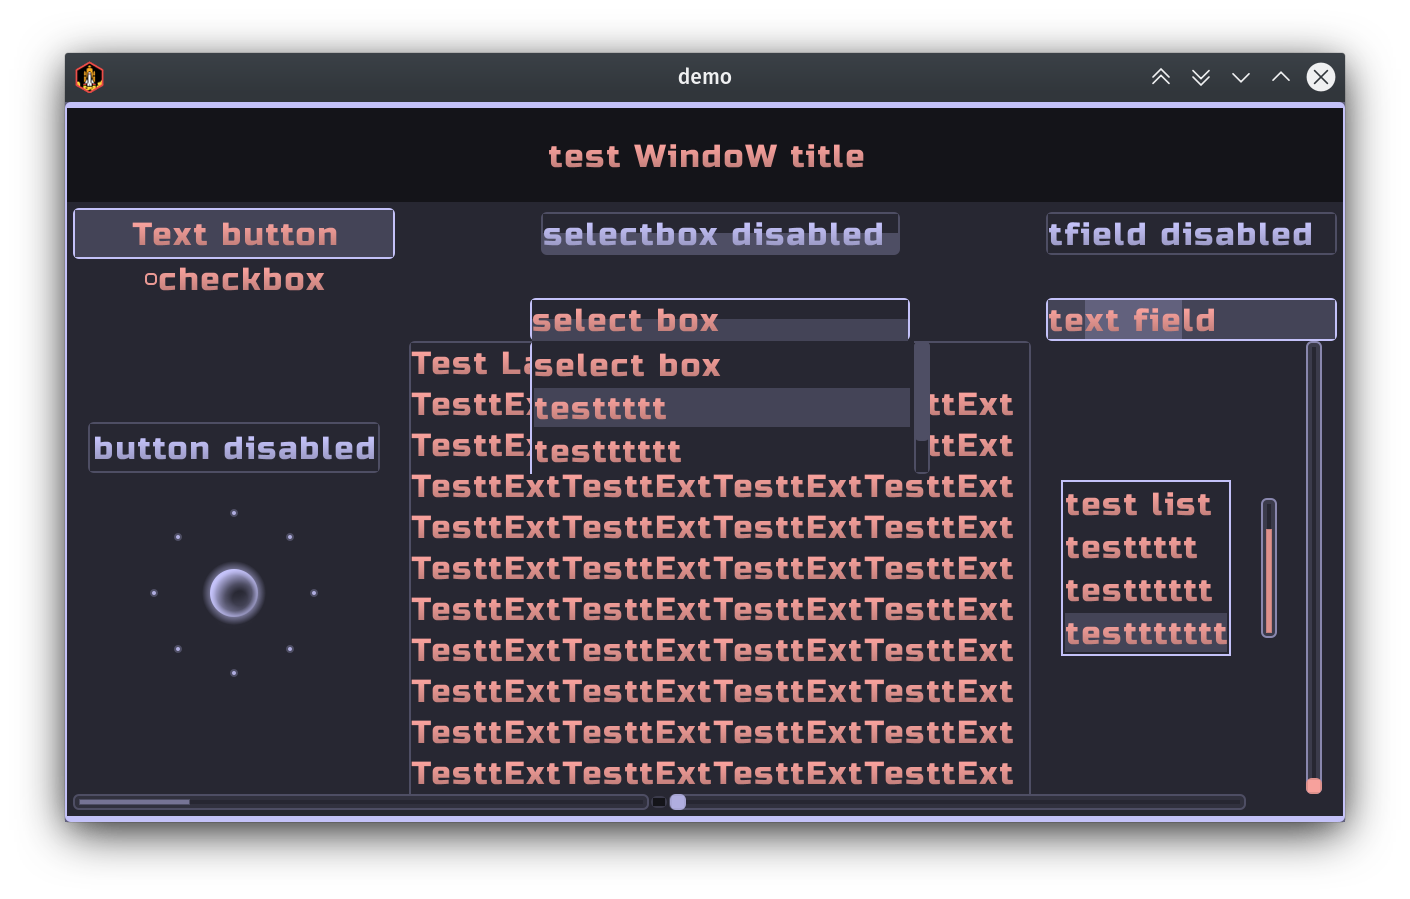 demo
test WindoW title
Text button
selectbox disabled
tfield disabled
checkbox
select box
text field
Test La
select box
TesttEx
testtttt
ttExt
TesttEx
testttttt
ttExt
button disabled
TesttExtTesttExtTesttExtTesttExt
TesttExtTesttExtTesttExtTesttExt
TesttExtTesttExtTesttExtTesttExt
TesttExtTesttExtTesttExtTesttExt
TesttExtTesttExtTesttExtTesttExt
TesttExtTesttExtTesttExtTesttExt
TesttExtTesttExtTesttExtTesttExt
TesttExtTesttExtTesttExtTesttExt
test list
testtttt
testttttt
testttttttt